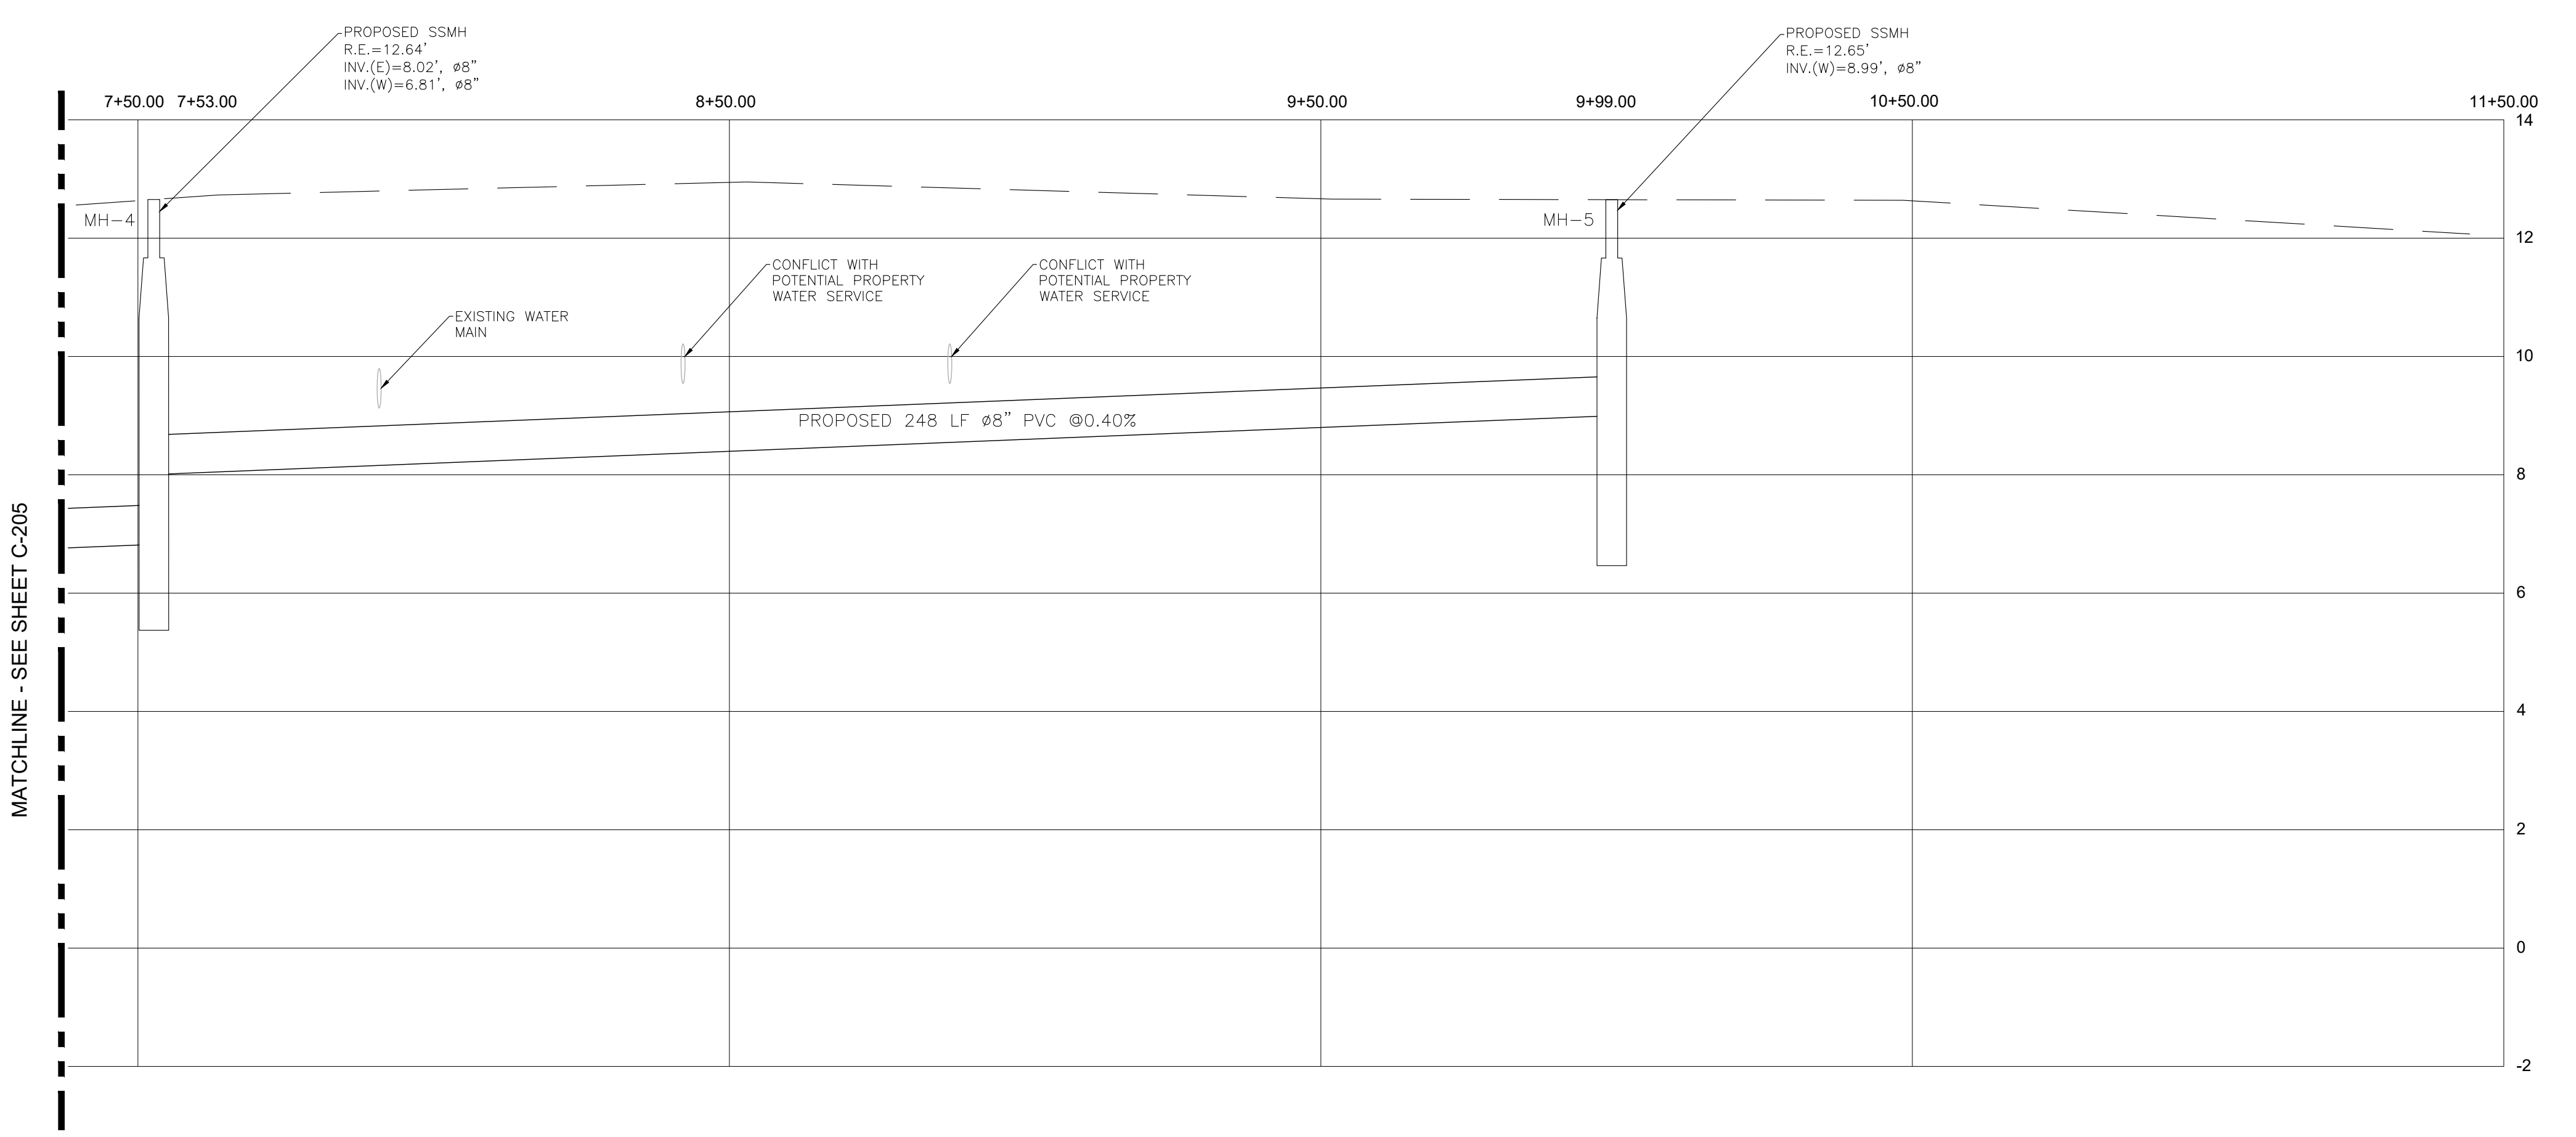 PROPOSED SSMH
R.E.=12.64'
INV.(E)=8.02', ø8"
INV.(W)=6.81', ø8"
PROPOSED SSMH
R.E.=12.65'
INV.(W)=8.99', ø8"
7+50.00
7+53.00
8+50.00
9+50.00
9+99.00
10+50.00
11+50.00
14
MH-4
MH-5
12
CONFLICT WITH
POTENTIAL PROPERTY
WATER SERVICE
CONFLICT WITH
POTENTIAL PROPERTY
WATER SERVICE
EXISTING WATER
MAIN
10
PROPOSED 248 LF ø8" PVC @0.40%
8
MATCHLINE - SEE SHEET C-205
6
4
2
0
-2